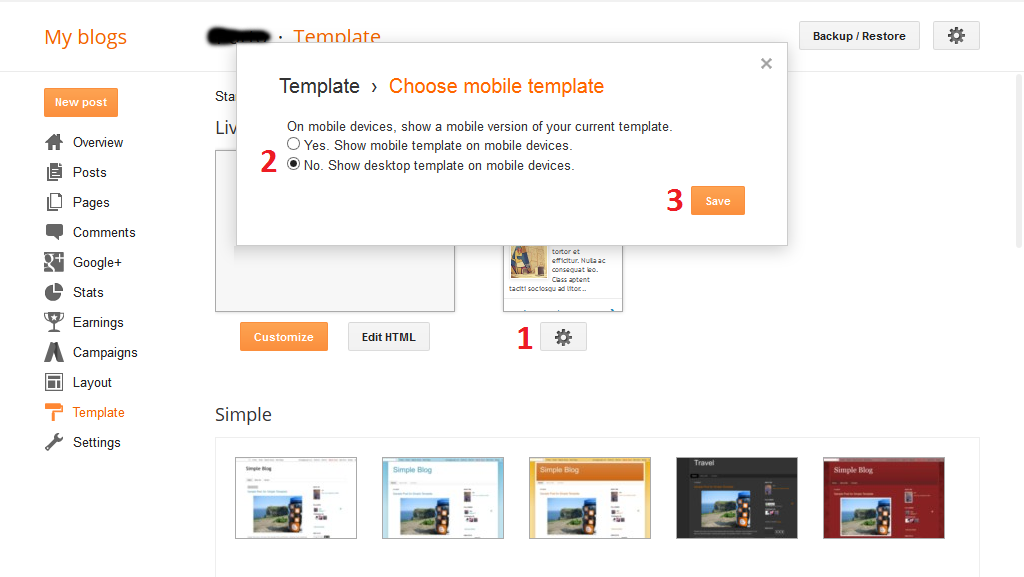 My blogs
· Template
Backup / Restore
Template › Choose mobile template
On mobile devices, show a mobile version of your current template.
Yes. Show mobile template on mobile devices.
2
No. Show desktop template on mobile devices.
3
Save
New post
Overview
Posts
Pages
Comments
Google+
Stats
Earnings
Campaigns
Layout
Template
Settings
tortor et
efficitur. Nulla ac
consequat leo.
Class aptent
taciti sociosqu ad litor...
Customize
Edit HTML
1
Simple
Simple Blog
Simple Blog
Simple Blog
Travel
Simple Blog